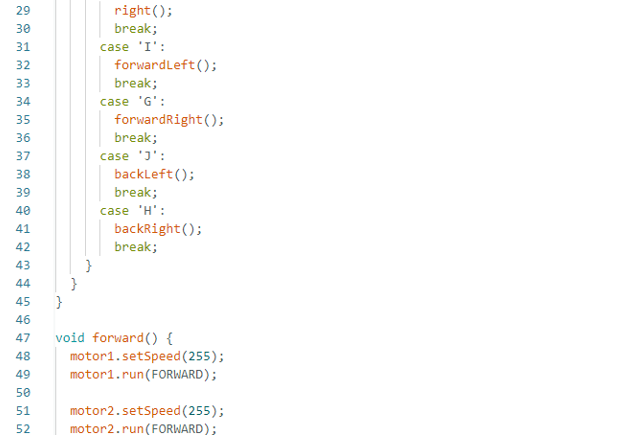 29 right();
30 break;
31 case 'I':
32 forwardLeft();
33 break;
34 case 'G':
35 forwardRight();
36 break;
37 case 'J':
38 backLeft();
39 break;
40 case 'H':
41 backRight();
42 break;
43 }
44 }
45 }
46
47 void forward() {
48 motor1.setSpeed(255);
49 motor1.run(FORWARD);
50
51 motor2.setSpeed(255);
52 motor2.run(FORWARD);